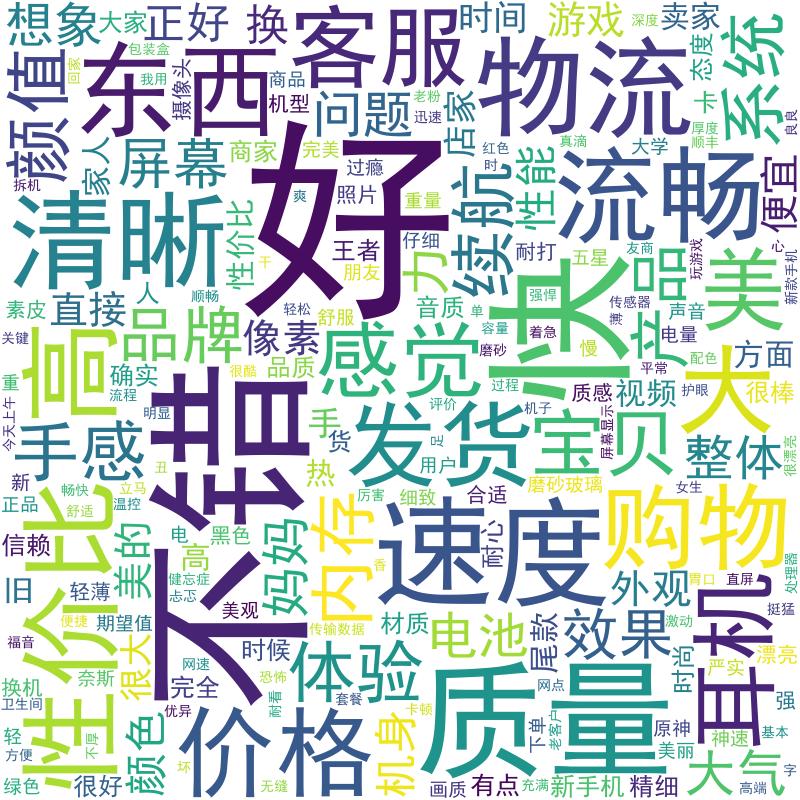 想象
大家
正好
换
客服
时间
游戏
深度
卖家
系统
包装盒
颜值
回家
我用
东西
摄像头
商品
机型
问题
老粉
迅速
店家
物流
态度
卡
厚度
顺丰
良良
拆机
家人
屏幕
商家
完美
过瘾
红色
时
性能
真滴
大学
流畅
便宜
清晰
性价比
爽
照片
重量
好
王者
仔细
续航
耐打
五星
友商
玩游戏
心
新款手机
朋友
力
干
人
素皮
直接
顺畅
轻松
音质
单
容量
强悍
快
传感器
薄
声音
产品
美
关键
高
品牌
像素
舒服
感觉
着急
磨砂
慢
电量
平常
配色
方面
重
确实
很酷
品质
流程
明显
过程
评价
质感
视频
护眼
大
很棒
今天上午
手感
不错
手
货
发货
足
机子
用户
宝贝
屏幕显示
整体
很漂亮
新
正品
畅快
舒适
丑
立马
温控
热
厉害
细致
合适
磨砂玻璃
女生
信赖
性价比
美的
电
黑色
高
妈妈
内存
速度
耐心
购物
处理器
旧
轻薄
健忘症
忐忑
香
外观
胃口
直屏
福音
便捷
期望值
美观
传输数据
材质
电池
尾款
效果
激动
耳机
挺猛
换机
奈斯
很大
网速
时候
恐怖
体验
质量
网点
时尚
严实
漂亮
卫生间
完全
耐看
套餐
卡顿
轻
不厚
颜色
优异
价格
机身
下单
老客户
原神
神速
强
基本
方便
美丽
绿色
很好
坏
无缝
画质
有点
充满
新手机
精细
大气
高端
字